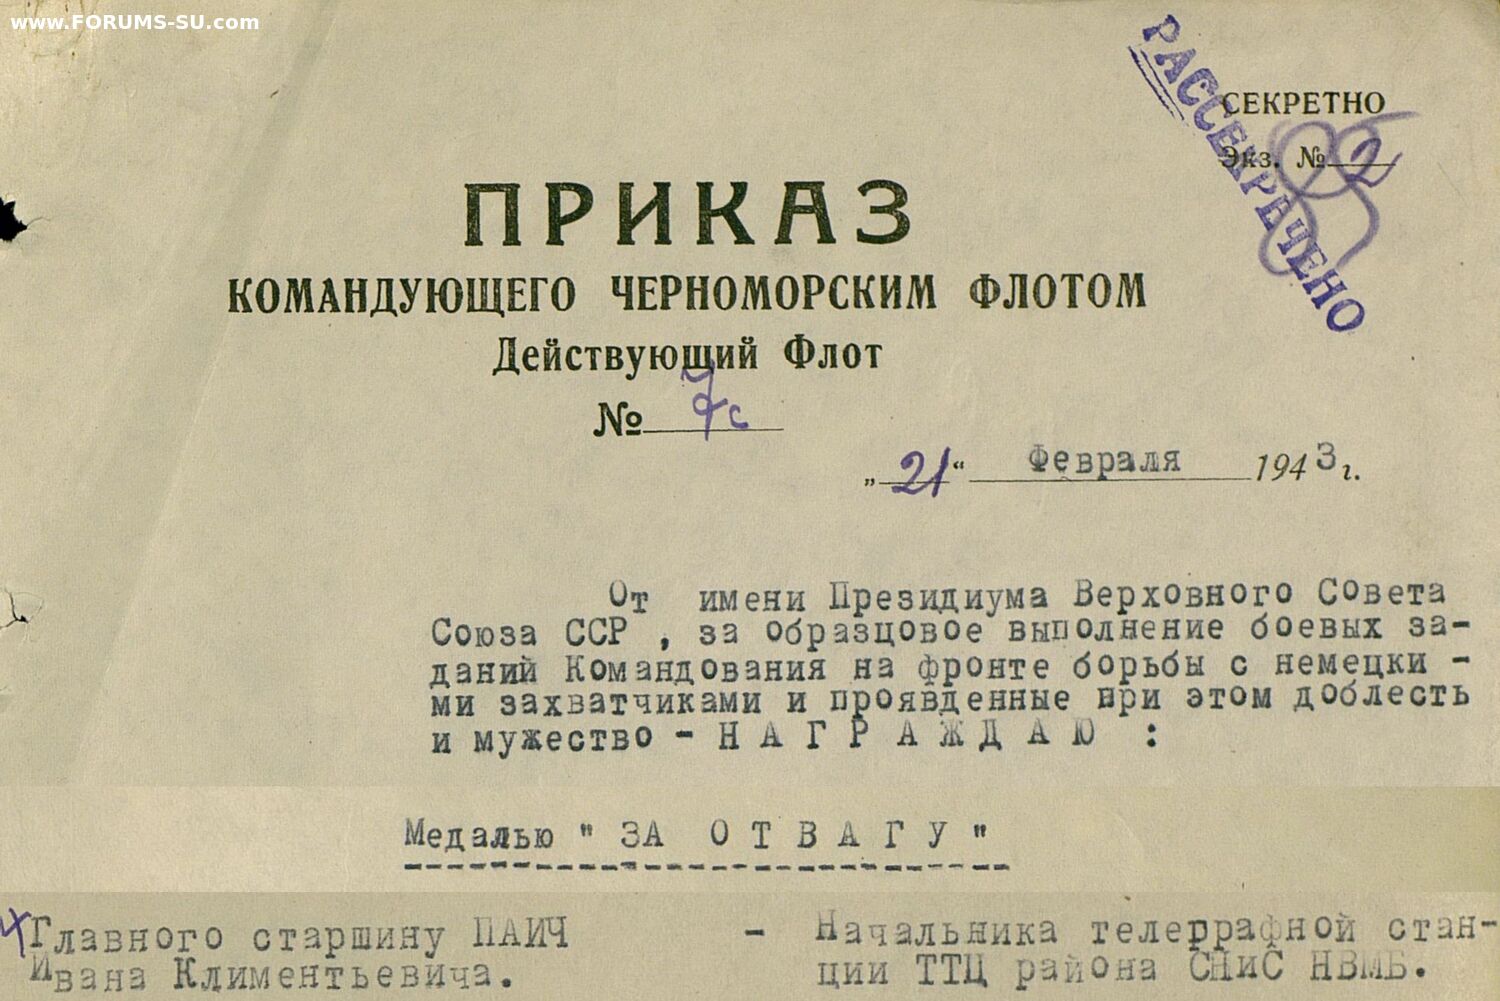 www.FORUMS-SU.com
РАССЕКРЕЧЕНО
СЕКРЕТНО
Экз. № 2
ПРИКАЗ
КОМАНДУЮЩЕГО ЧЕРНОМОРСКИМ ФЛОТОМ
Действующий Флот
№ 7с
„21“ Февраля 1943 г.
От имени Президиума Верховного Совета
Союза ССР , за образцовое выполнение боевых за-
даний Командования на фронте борьбы с немецки -
ми захватчиками и проявденные при этом доблесть
и мужество - Н А Г Р А Ж Д А Ю :
Медалью " ЗА О Т В А Г У "
Главного старшину ПАИЧ - Начальника телеррафной стан-
Ивана Климентьевича. ции ТТЦ района СНиС НВМБ.